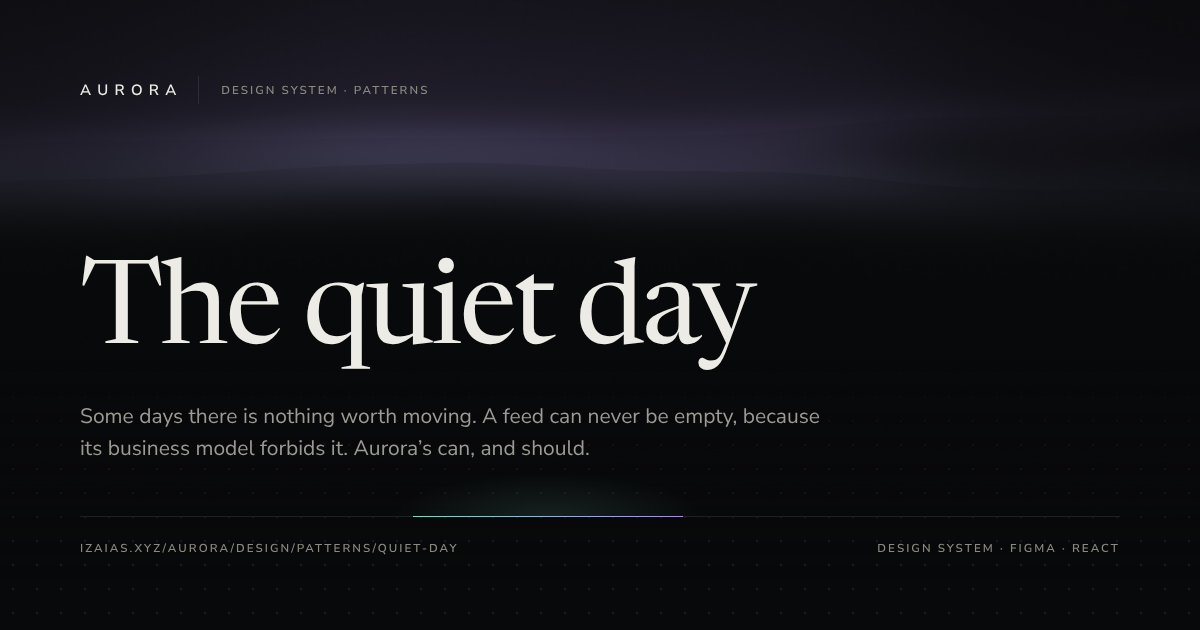 AURORA
DESIGN SYSTEM · PATTERNS
The quiet day
Some days there is nothing worth moving. A feed can never be empty, because
its business model forbids it. Aurora’s can, and should.
IZAIAS.XYZ/AURORA/DESIGN/PATTERNS/QUIET-DAY
DESIGN SYSTEM · FIGMA · REACT